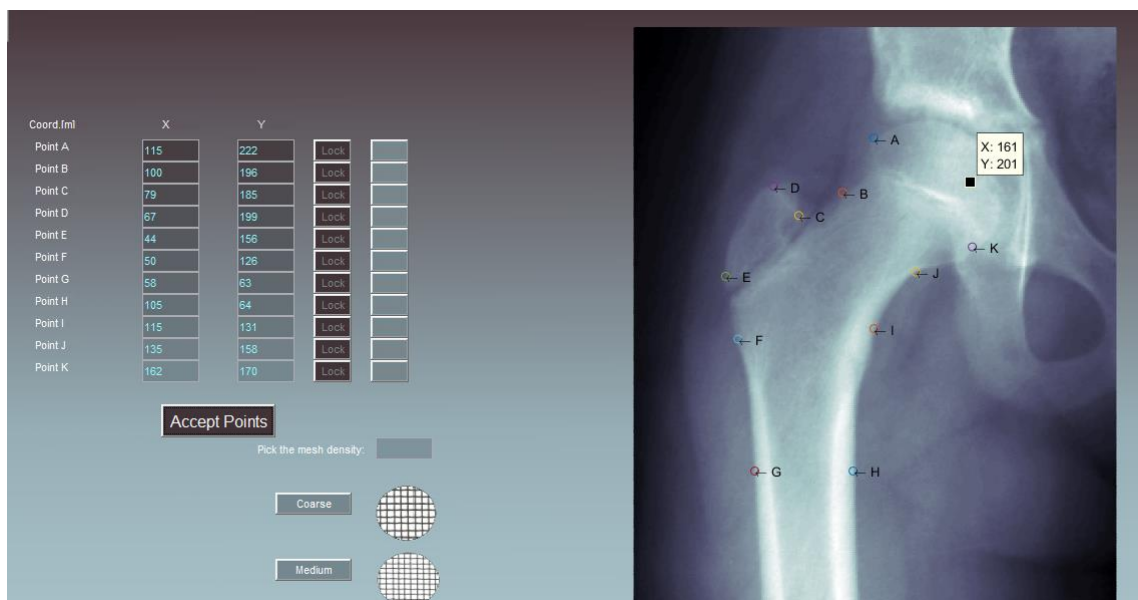 Coord.[m] X Y
Point A 115 222 Lock
Point B 100 196 Lock
Point C 79 185 Lock
Point D 67 199 Lock
Point E 44 156 Lock
Point F 50 126 Lock
Point G 58 63 Lock
Point H 105 64 Lock
Point I 115 131 Lock
Point J 135 158 Lock
Point K 162 170 Lock
Accept Points
Pick the mesh density:
Coarse
Medium
← A
X: 161
Y: 201
← D
← B
← C
← K
← E
← J
← I
← F
← G
← H